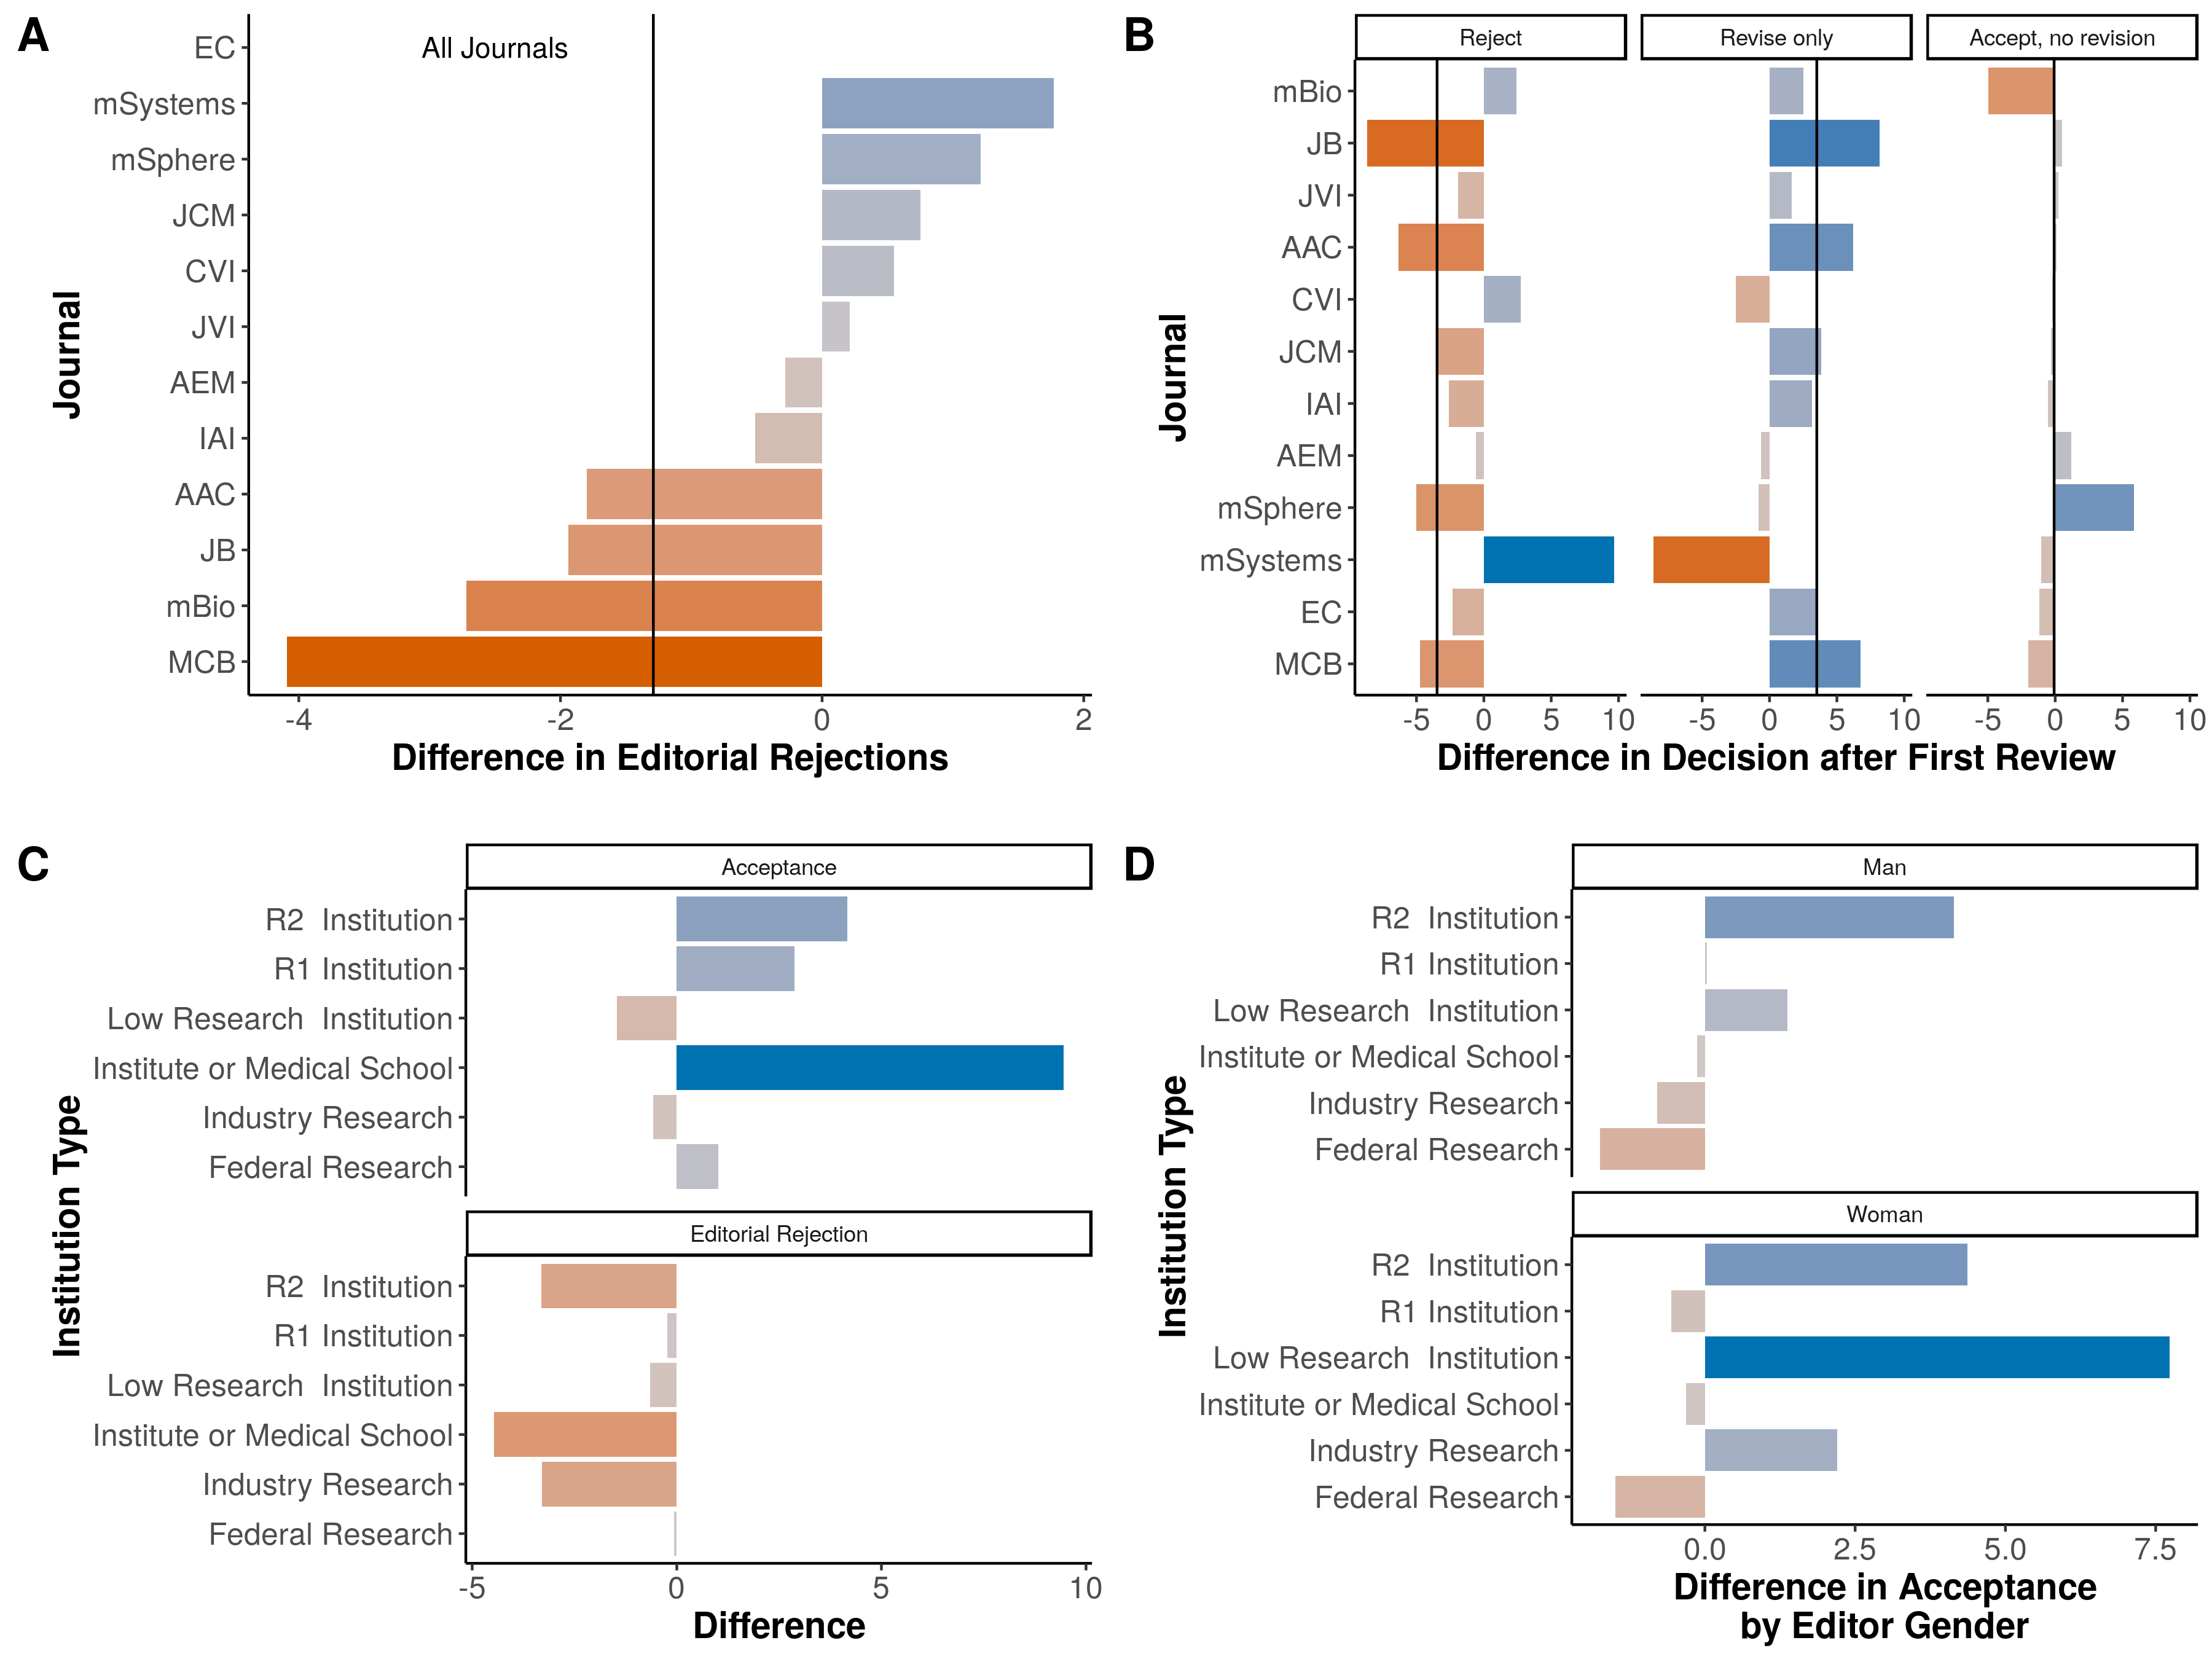 A
EC
All Journals
mSystems
mSphere
JCM
CVI
JVI
AEM
IAI
AAC
JB
mBio
MCB
Journal
-4 -2 0 2
Difference in Editorial Rejections
B
Reject Revise only Accept, no revision
mBio
JB
JVI
AAC
CVI
JCM
IAI
AEM
mSphere
mSystems
EC
MCB
Journal
-5 0 5 10 -5 0 5 10 -5 0 5 10
Difference in Decision after First Review
C
Acceptance
R2 Institution
R1 Institution
Low Research Institution
Institute or Medical School
Industry Research
Federal Research
Editorial Rejection
R2 Institution
R1 Institution
Low Research Institution
Institute or Medical School
Industry Research
Federal Research
Institution Type
-5 0 5 10
Difference
D
Man
R2 Institution
R1 Institution
Low Research Institution
Institute or Medical School
Industry Research
Federal Research
Woman
R2 Institution
R1 Institution
Low Research Institution
Institute or Medical School
Industry Research
Federal Research
Institution Type
0.0 2.5 5.0 7.5
Difference in Acceptance
by Editor Gender